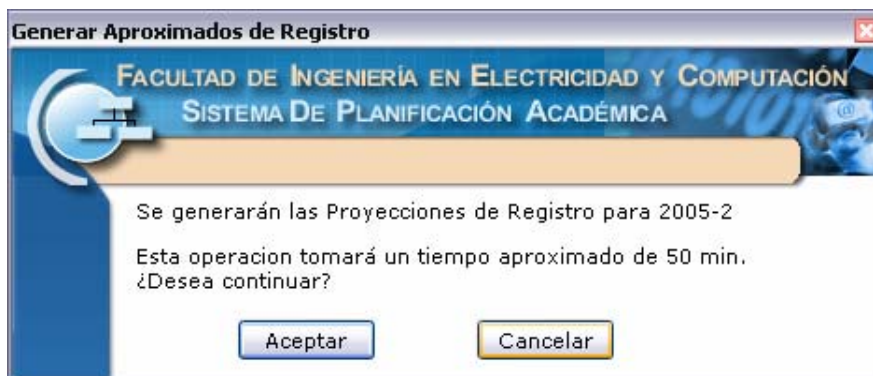 Generar Aproximados de Registro
FACULTAD DE INGENIERÍA EN ELECTRICIDAD Y COMPUTACIÓN
SISTEMA DE PLANIFICACIÓN ACADÉMICA
Se generarán las Proyecciones de Registro para 2005-2
Esta operacion tomará un tiempo aproximado de 50 min.
¿Desea continuar?
Aceptar
Cancelar